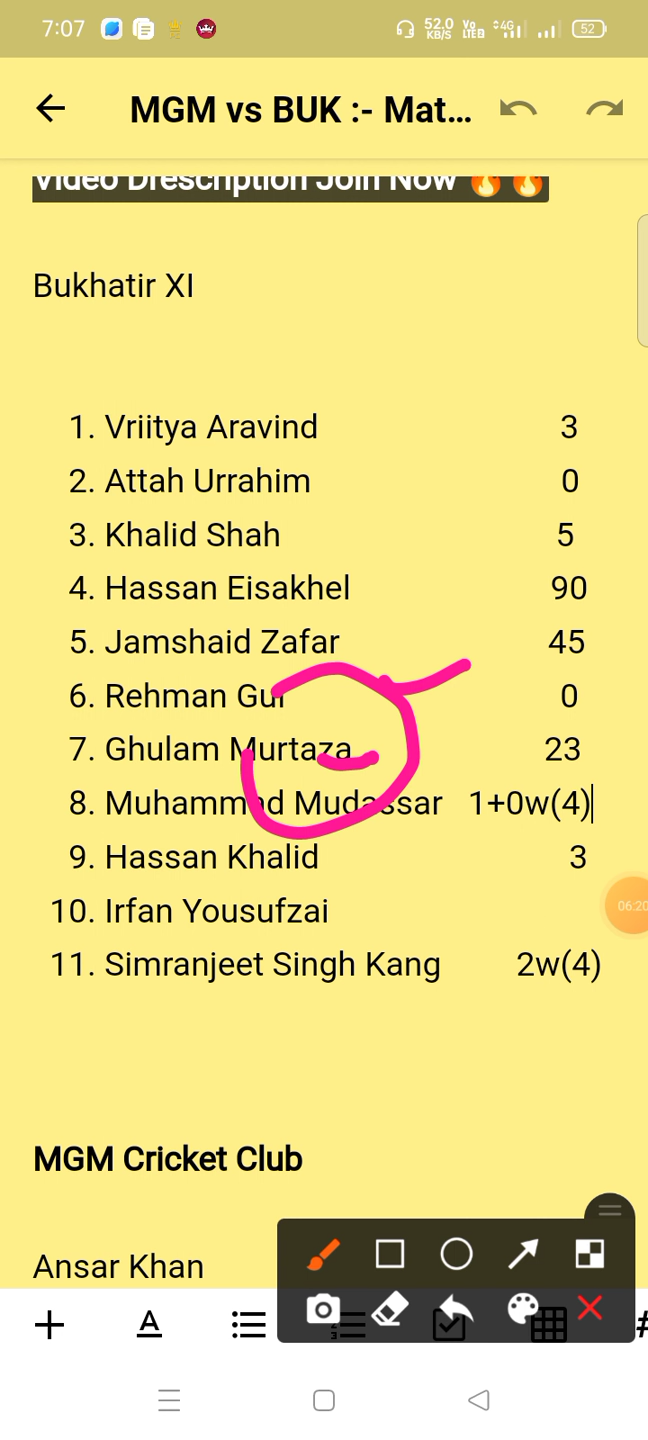 7:07 52.0 KB/S Vo LTE 4G 52
MGM vs BUK :- Mat...
Video Drescription Join Now 🔥🔥
Bukhatir XI
1. Vriitya Aravind 3
2. Attah Urrahim 0
3. Khalid Shah 5
4. Hassan Eisakhel 90
5. Jamshaid Zafar 45
6. Rehman Gul 0
7. Ghulam Murtaza 23
8. Muhammad Mudassar 1+0w(4)
9. Hassan Khalid 3
10. Irfan Yousufzai
06:20
11. Simranjeet Singh Kang 2w(4)
MGM Cricket Club
Ansar Khan
A
#